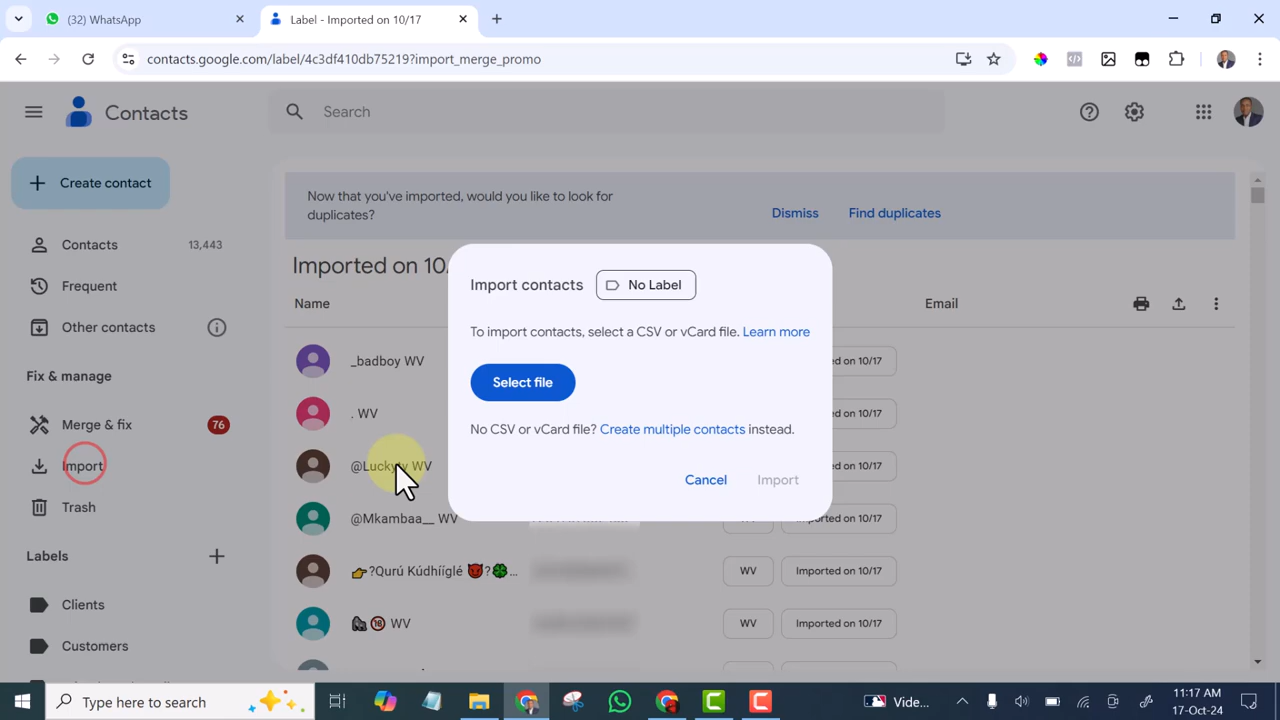 (32) WhatsApp
Label - Imported on 10/17
contacts.google.com/label/4c3df410db75219?import_merge_promo
Contacts
Search
Create contact
Now that you've imported, would you like to look for
duplicates?
Dismiss
Find duplicates
Contacts
13,443
Frequent
Other contacts
Fix & manage
Merge & fix
76
Import
Trash
Labels
Clients
Customers
Imported on 10/
Name
Email
_badboy WV
. WV
WV
@Mkambaa__ WV
👉?Qurú Kúdhííglé 😈?🍀...
🦍🔞 WV
ed on 10/17
ed on 10/17
ed on 10/17
WV
Imported on 10/17
WV
Imported on 10/17
WV
Imported on 10/17
Import contacts
No Label
To import contacts, select a CSV or vCard file. Learn more
Select file
No CSV or vCard file? Create multiple contacts instead.
Cancel
Import
Type here to search
Vide...
11:17 AM
17-Oct-24